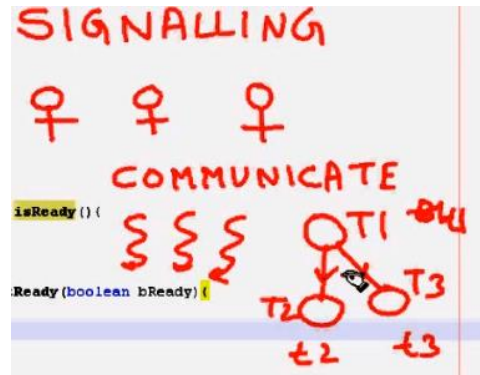 SIGNALLING
COMMUNICATE
isReady(){
T1
Ready(boolean bReady){
T2 T3
t2 t3